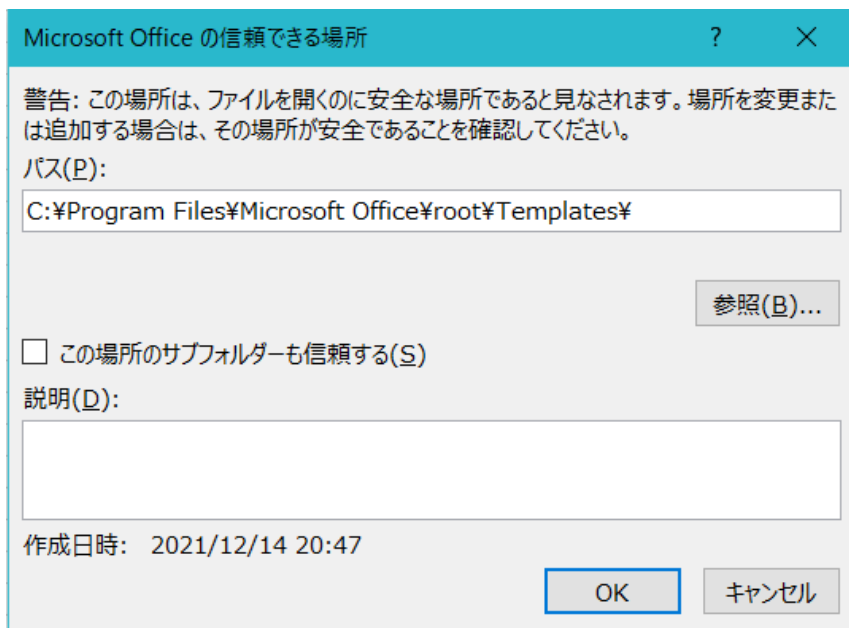 Microsoft Office の信頼できる場所 ? ×
警告: この場所は、ファイルを開くのに安全な場所であると見なされます。場所を変更また
は追加する場合は、その場所が安全であることを確認してください。
パス(P):
C:¥Program Files¥Microsoft Office¥root¥Templates¥
参照(B)...
この場所のサブフォルダーも信頼する(S)
説明(D):
作成日時: 2021/12/14 20:47
OK キャンセル